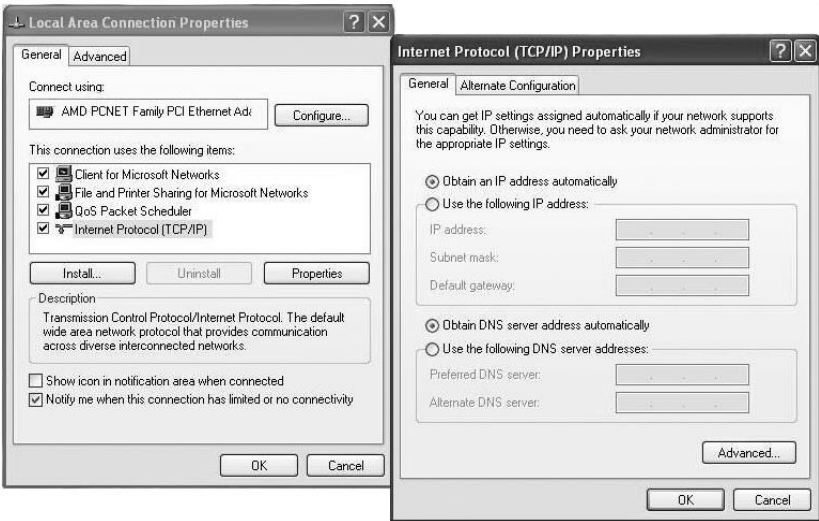 Local Area Connection Properties
General Advanced
Connect using:
AMD PCNET Family PCI Ethernet Ada
Configure...
This connection uses the following items:
Client for Microsoft Networks
File and Printer Sharing for Microsoft Networks
QoS Packet Scheduler
Internet Protocol (TCP/IP)
Install... Uninstall Properties
Description
Transmission Control Protocol/Internet Protocol. The default
wide area network protocol that provides communication
across diverse interconnected networks.
Show icon in notification area when connected
Notify me when this connection has limited or no connectivity
OK Cancel
Internet Protocol (TCP/IP) Properties
General Alternate Configuration
You can get IP settings assigned automatically if your network supports
this capability. Otherwise, you need to ask your network administrator for
the appropriate IP settings.
Obtain an IP address automatically
Use the following IP address:
IP address:
Subnet mask:
Default gateway:
Obtain DNS server address automatically
Use the following DNS server addresses:
Preferred DNS server:
Alternate DNS server:
Advanced...
OK Cancel